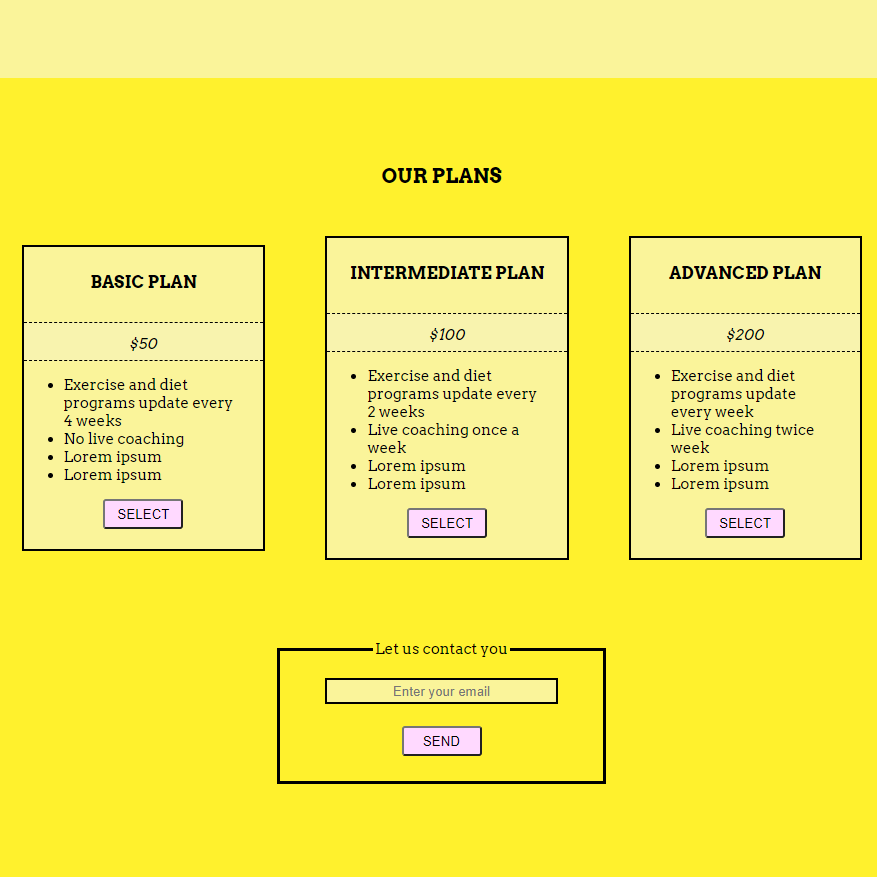 OUR PLANS
BASIC PLAN
$50
Exercise and diet
programs update every
4 weeks
No live coaching
Lorem ipsum
Lorem ipsum
SELECT
INTERMEDIATE PLAN
$100
Exercise and diet
programs update every
2 weeks
Live coaching once a
week
Lorem ipsum
Lorem ipsum
SELECT
ADVANCED PLAN
$200
Exercise and diet
programs update
every week
Live coaching twice
week
Lorem ipsum
Lorem ipsum
SELECT
Let us contact you
Enter your email
SEND